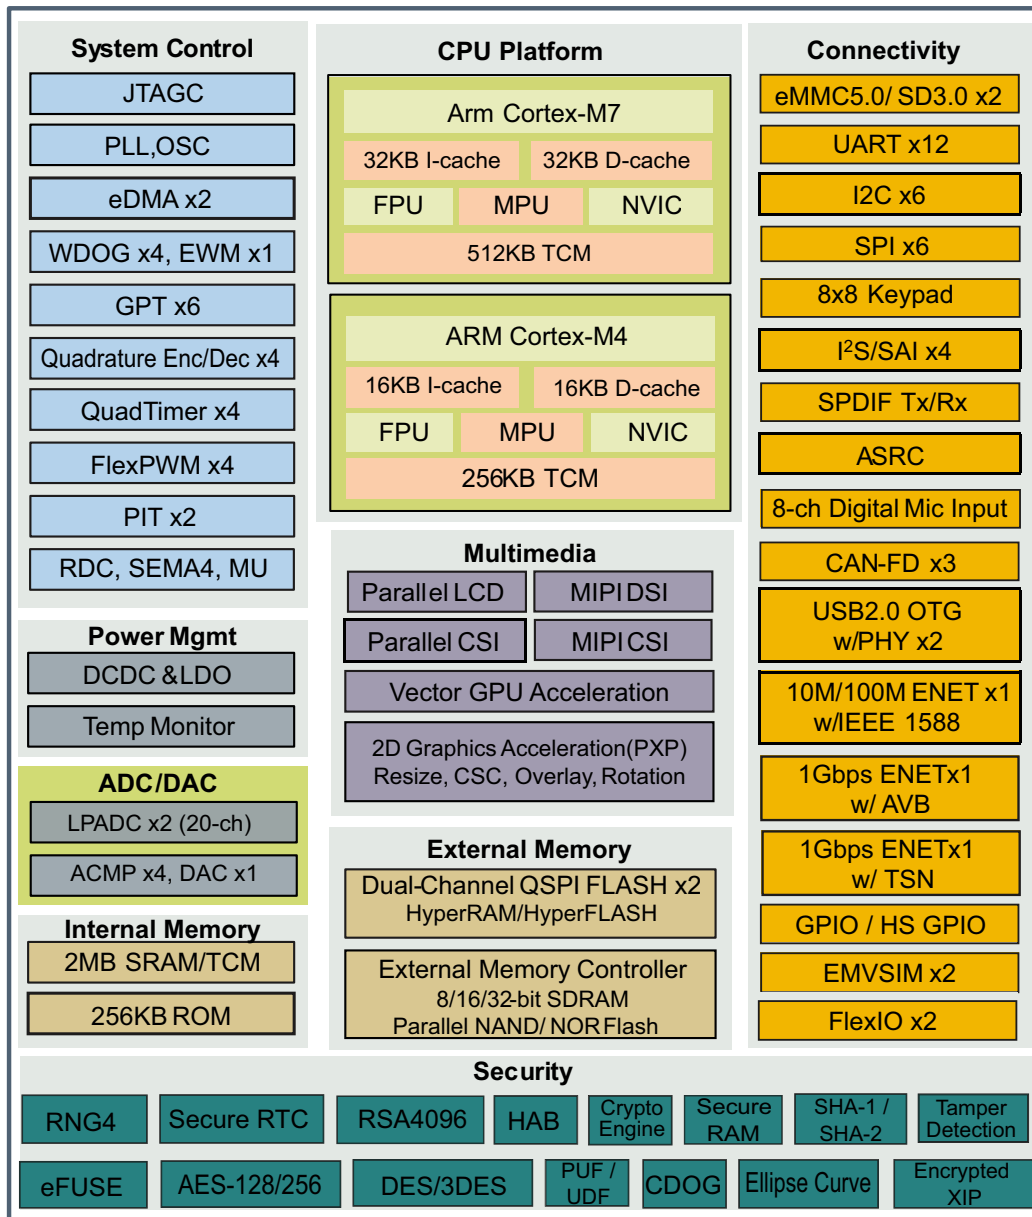 System Control
JTAGC
PLL,OSC
eDMA x2
WDOG x4, EWM x1
GPT x6
Quadrature Enc/Dec x4
QuadTimer x4
FlexPWM x4
PIT x2
RDC, SEMA4, MU
Power Mgmt
DCDC &LDO
Temp Monitor
ADC/DAC
LPADC x2 (20-ch)
ACMP x4, DAC x1
Internal Memory
2MB SRAM/TCM
256KB ROM
CPU Platform
Arm Cortex-M7
32KB I-cache
32KB D-cache
FPU
MPU
NVIC
512KB TCM
ARM Cortex-M4
16KB I-cache
16KB D-cache
FPU
MPU
NVIC
256KB TCM
Multimedia
Parallel LCD
MIPI DSI
Parallel CSI
MIPI CSI
Vector GPU Acceleration
2D Graphics Acceleration(PXP)
Resize, CSC, Overlay, Rotation
External Memory
Dual-Channel QSPI FLASH x2
HyperRAM/HyperFLASH
External Memory Controller
8/16/32-bit SDRAM
Parallel NAND/ NOR Flash
Connectivity
eMMC5.0/ SD3.0 x2
UART x12
I2C x6
SPI x6
8x8 Keypad
I²S/SAI x4
SPDIF Tx/Rx
ASRC
8-ch Digital Mic Input
CAN-FD x3
USB2.0 OTG
w/PHY x2
10M/100M ENET x1
w/IEEE 1588
1Gbps ENETx1
w/ AVB
1Gbps ENETx1
w/ TSN
GPIO / HS GPIO
EMVSIM x2
FlexIO x2
Security
RNG4
Secure RTC
RSA4096
HAB
Crypto
Engine
Secure
RAM
SHA-1 /
SHA-2
Tamper
Detection
eFUSE
AES-128/256
DES/3DES
PUF /
UDF
CDOG
Ellipse Curve
Encrypted
XIP